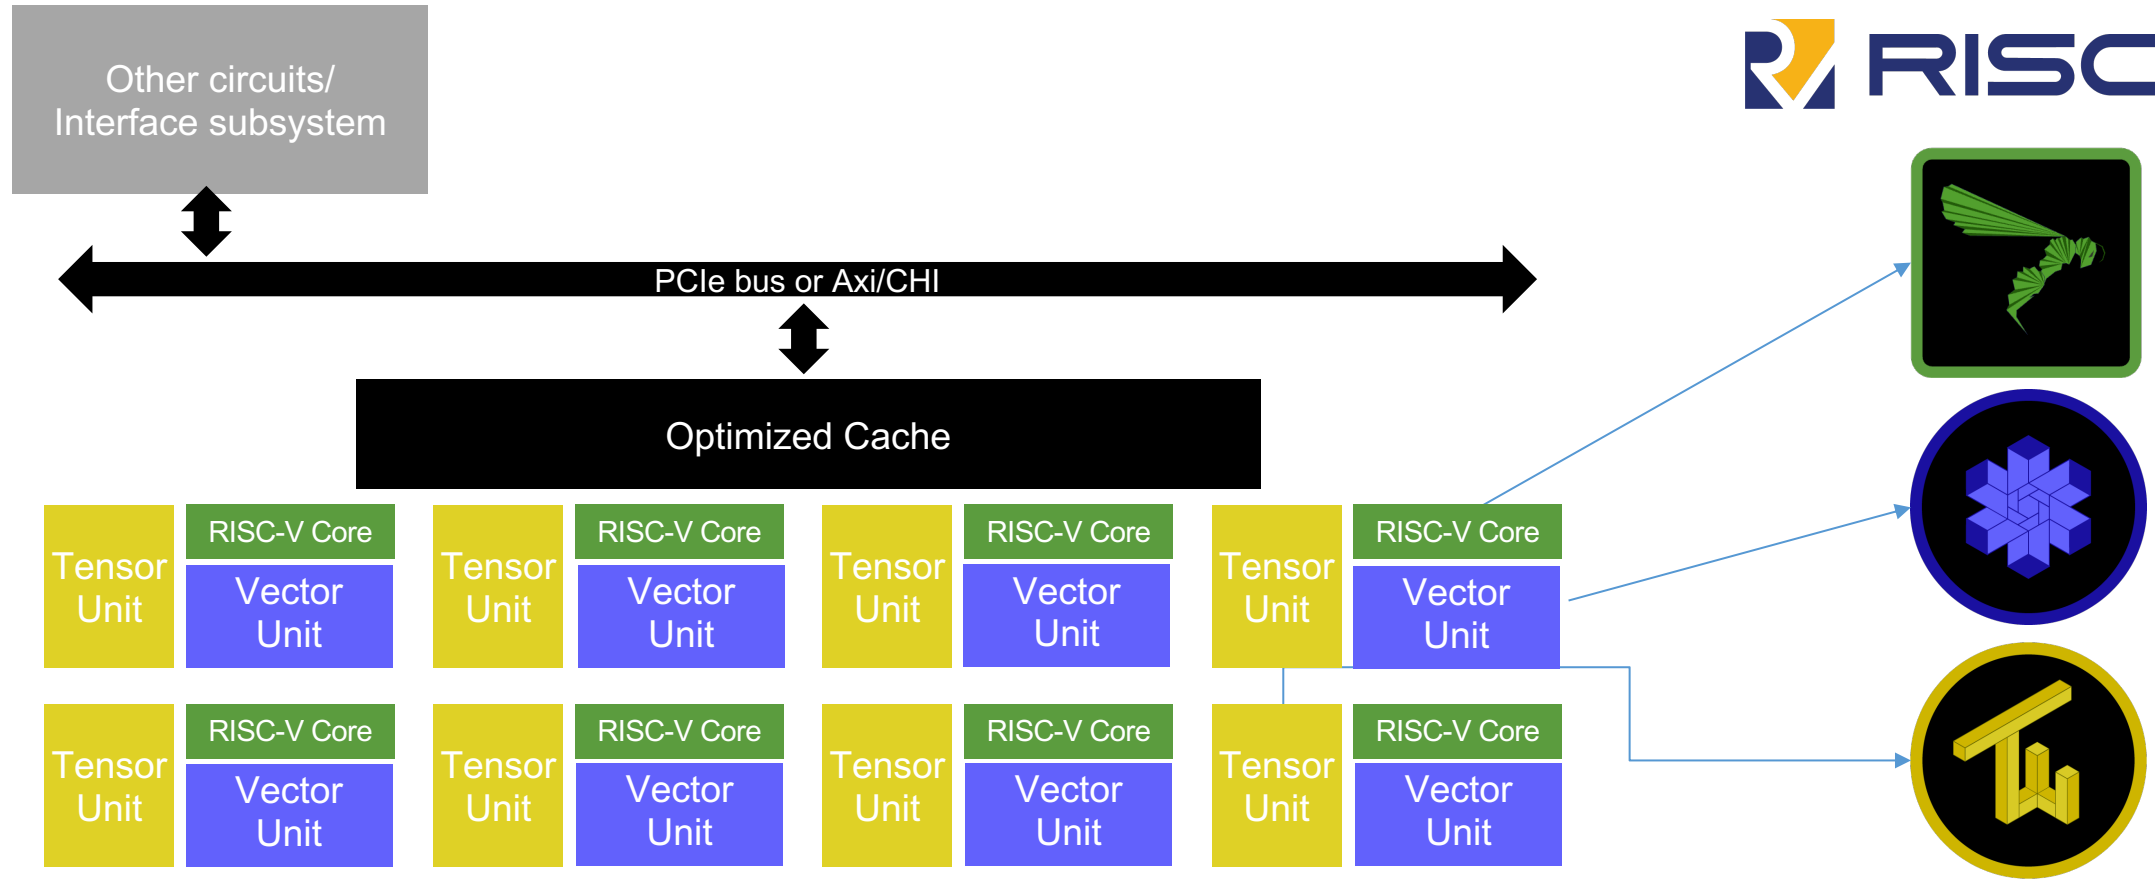 Other circuits/
Interface subsystem
RISC
PCIe bus or Axi/CHI
Optimized Cache
Tensor
Unit
RISC-V Core
Vector
Unit
Tensor
Unit
RISC-V Core
Vector
Unit
Tensor
Unit
RISC-V Core
Vector
Unit
Tensor
Unit
RISC-V Core
Vector
Unit
Tensor
Unit
RISC-V Core
Vector
Unit
Tensor
Unit
RISC-V Core
Vector
Unit
Tensor
Unit
RISC-V Core
Vector
Unit
Tensor
Unit
RISC-V Core
Vector
Unit